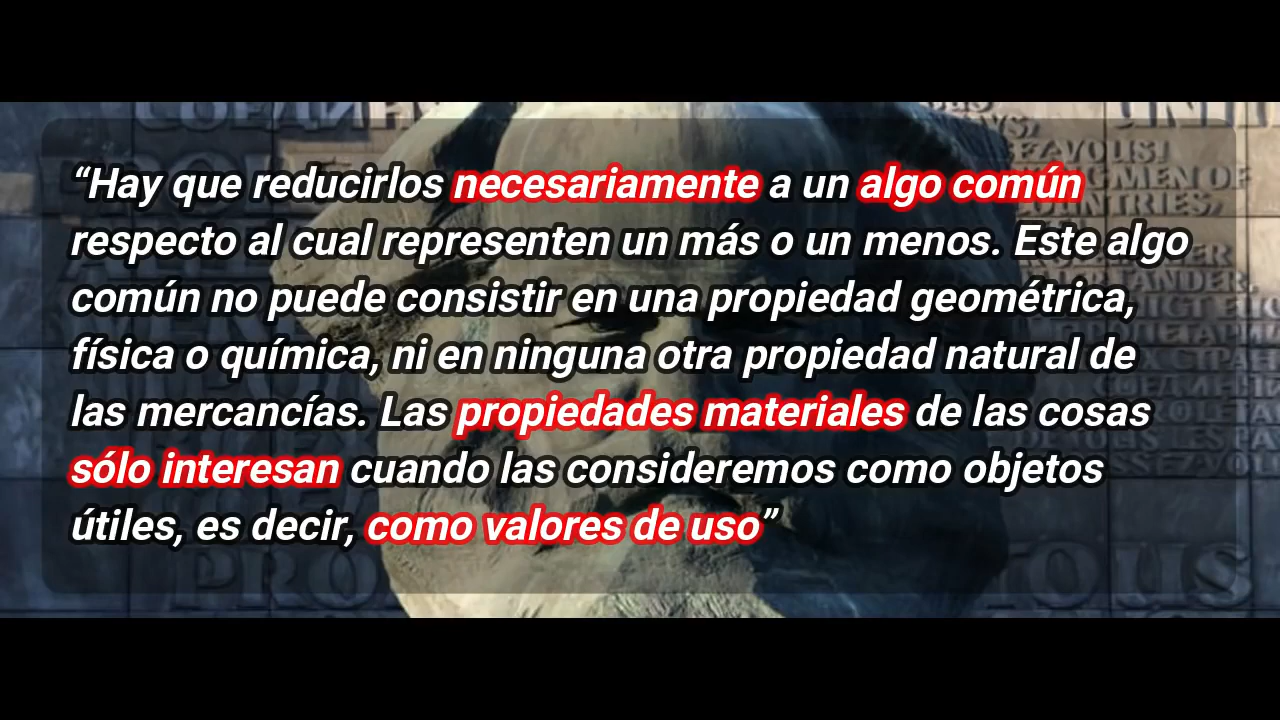 “Hay que reducirlos necesariamente a un algo común
respecto al cual representen un más o un menos. Este algo
común no puede consistir en una propiedad geométrica,
física o química, ni en ninguna otra propiedad natural de
las mercancías. Las propiedades materiales de las cosas
sólo interesan cuando las consideremos como objetos
útiles, es decir, como valores de uso”